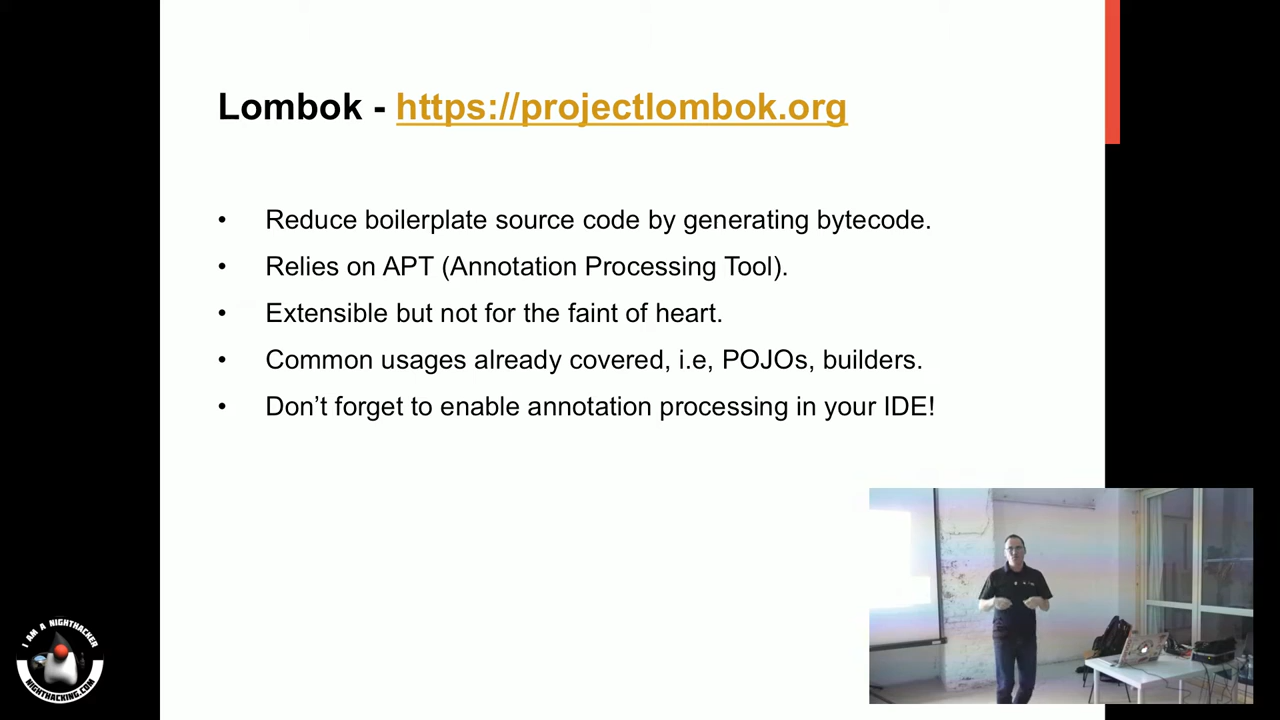 Lombok - https://projectlombok.org
• Reduce boilerplate source code by generating bytecode.
• Relies on APT (Annotation Processing Tool).
• Extensible but not for the faint of heart.
• Common usages already covered, i.e, POJOs, builders.
• Don’t forget to enable annotation processing in your IDE!
I AM A NIGHTHACKER
NIGHTHACKING.COM